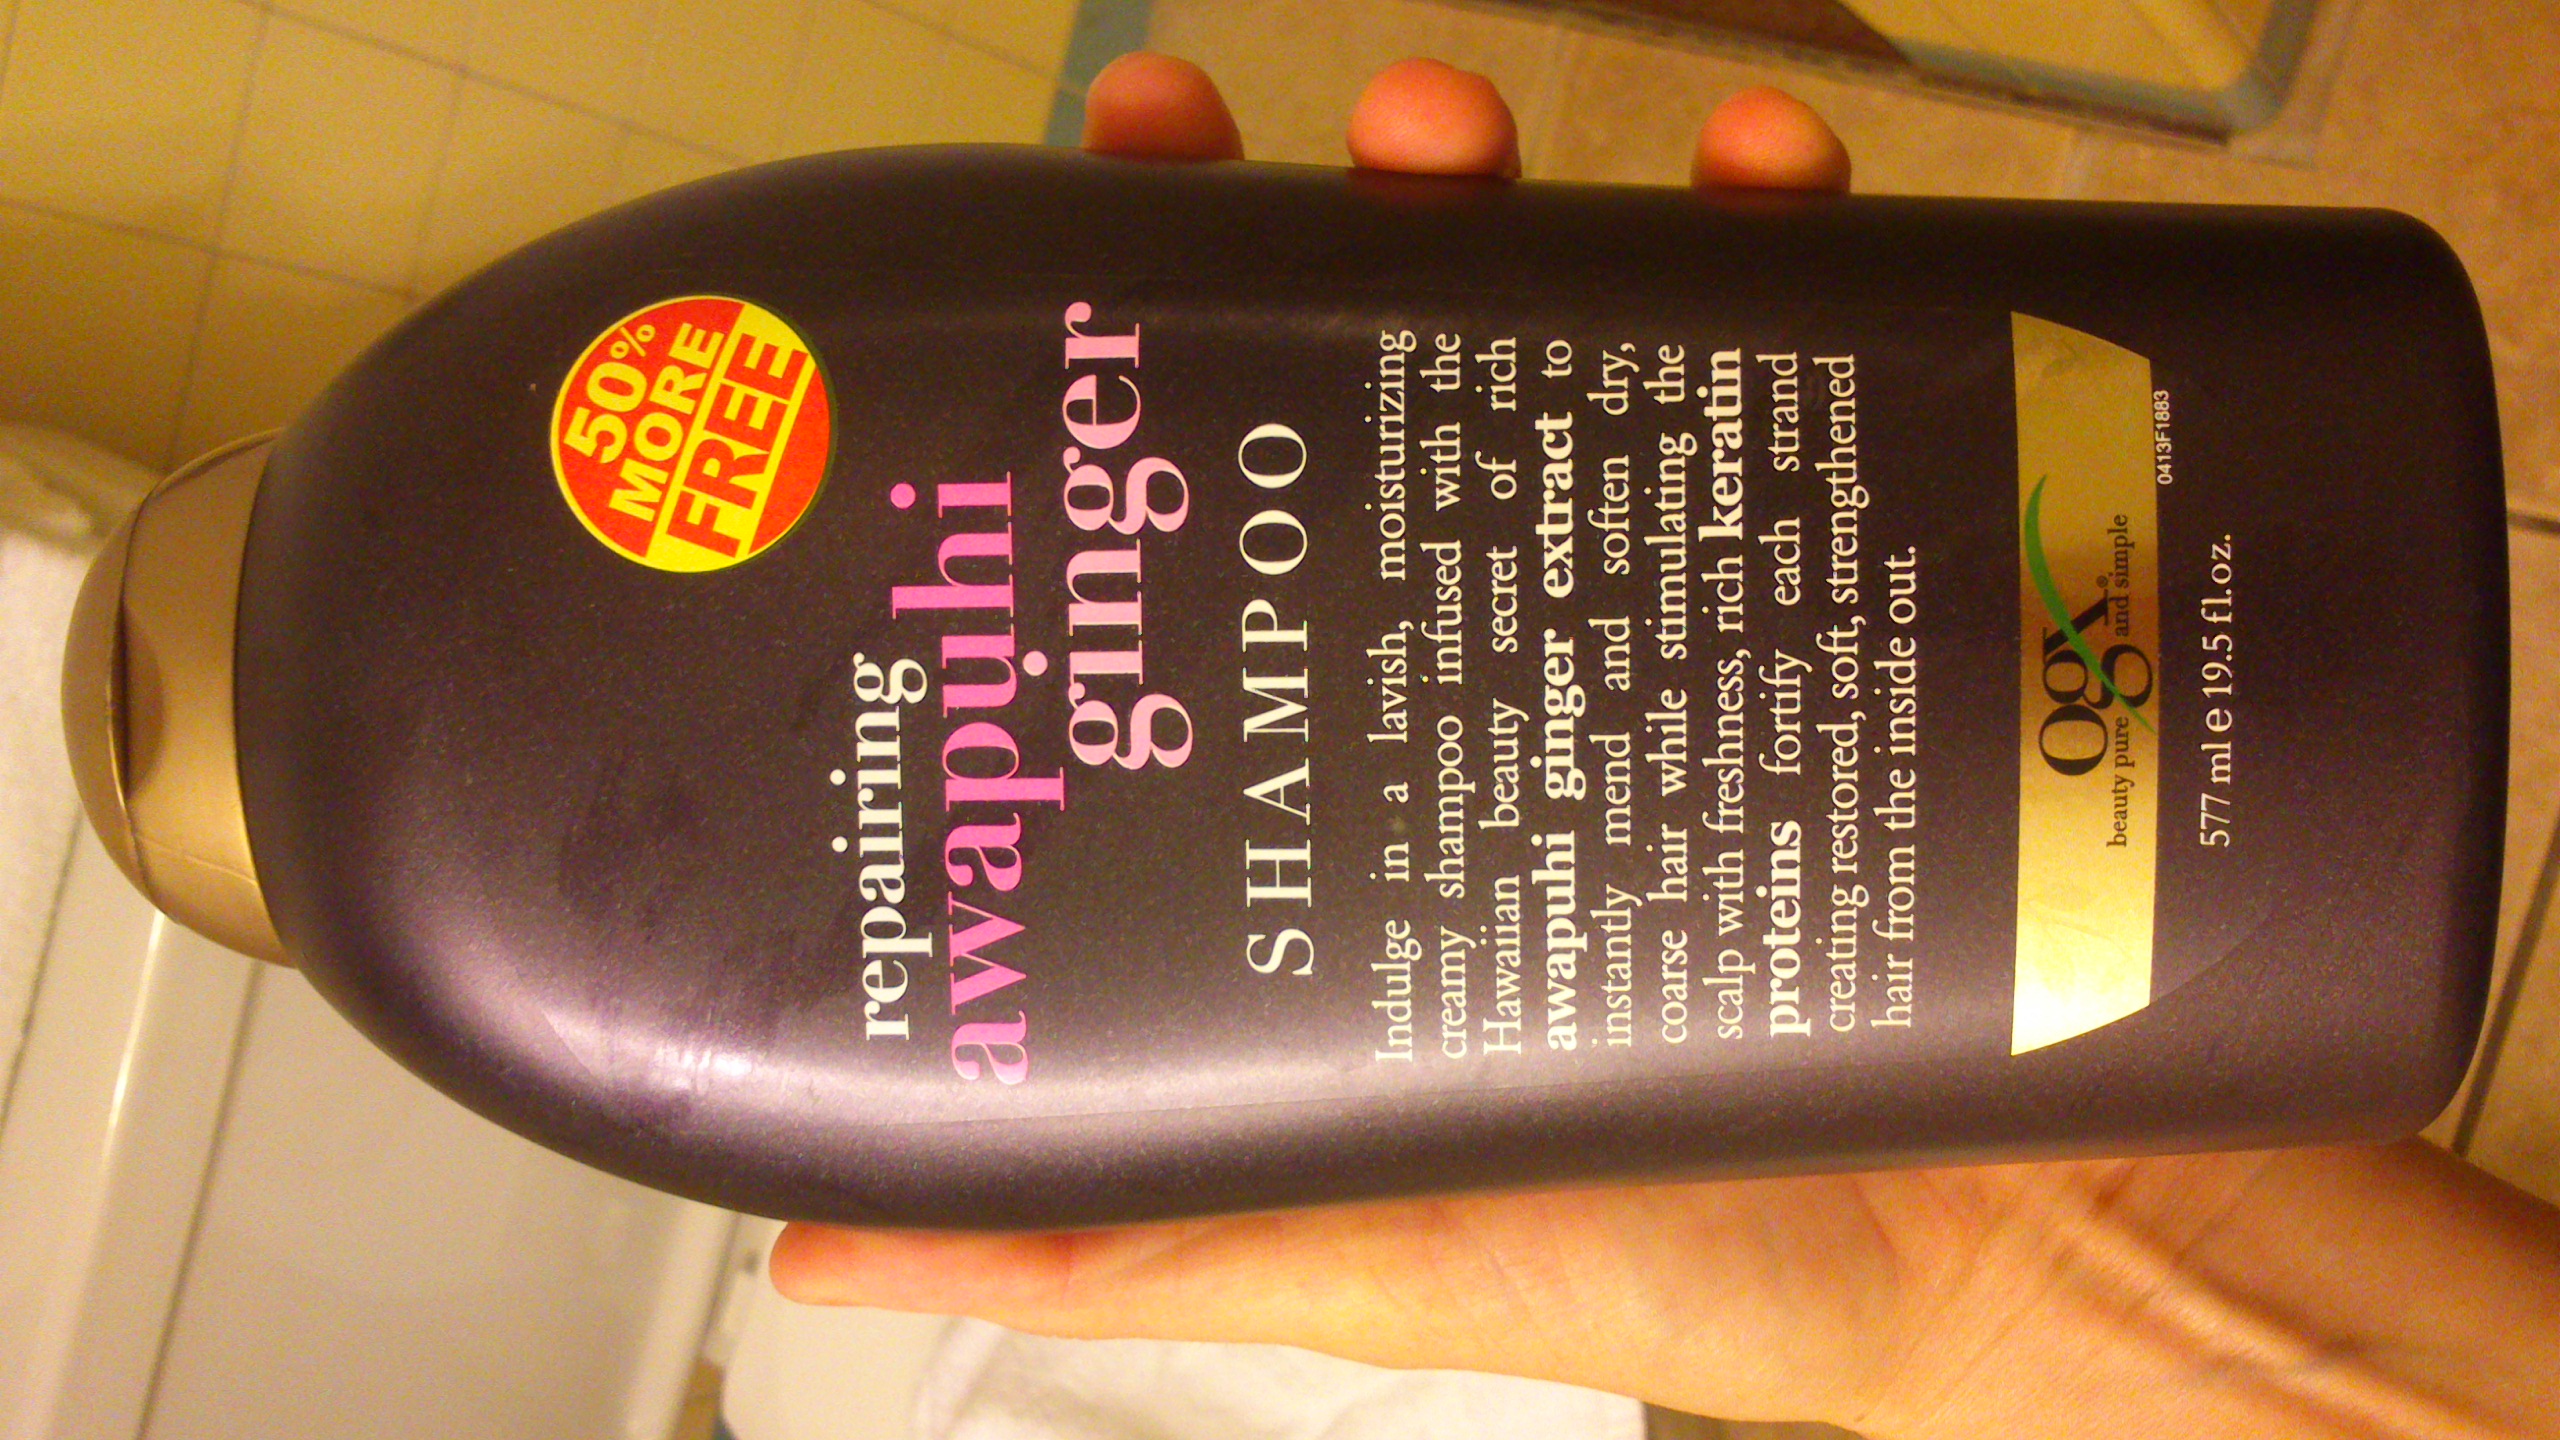 50%
MORE
FREE
repairing
awapuhi
ginger
SHAMPOO
Indulge in a lavish, moisturizing
creamy shampoo infused with the
Hawaiian beauty secret of rich
awapuhi ginger extract to
instantly mend and soften dry,
coarse hair while stimulating the
scalp with freshness, rich keratin
proteins fortify each strand
creating restored, soft, strengthened
hair from the inside out.
ogx®
beauty pure and simple
0413F1883
577 ml e 19.5 fl.oz.